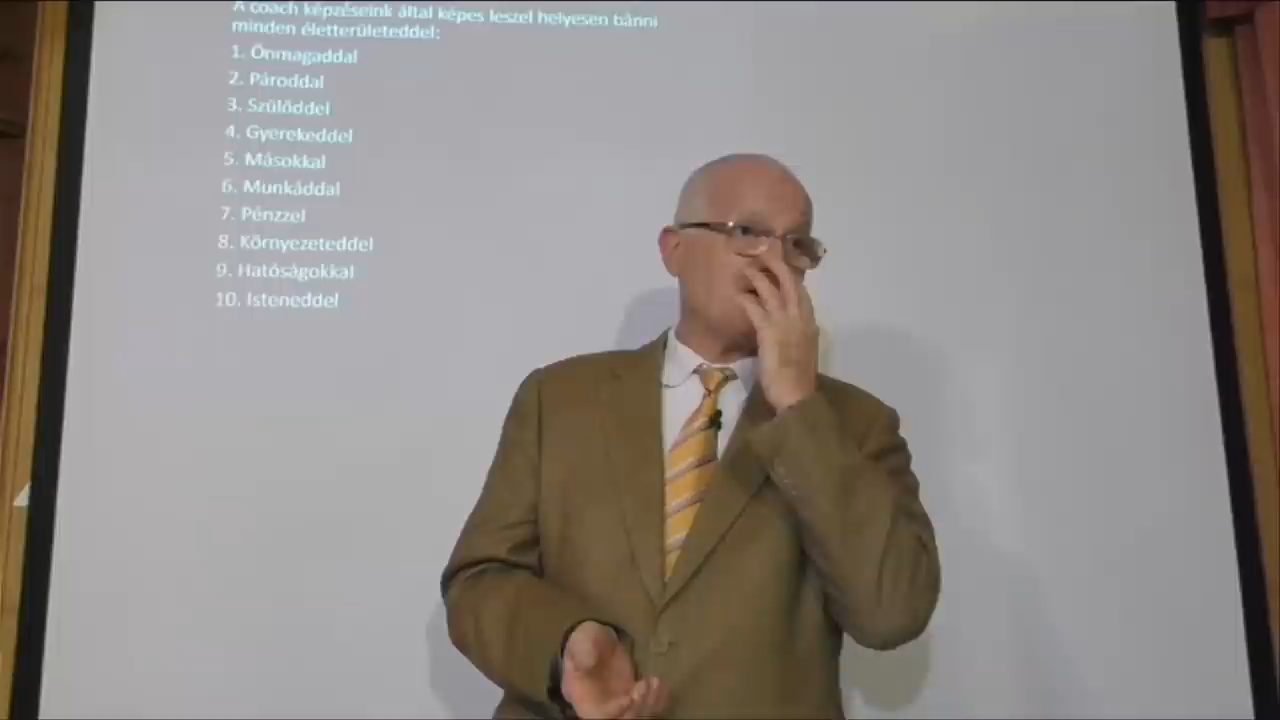 A coach képzéseink által képes leszel helyesen bánni
minden életterületeddel:
1. Önmagaddal
2. Pároddal
3. Szülőddel
4. Gyerekeddel
5. Másokkal
6. Munkáddal
7. Pénzzel
8. Környezeteddel
9. Hatóságokkal
10. Isteneddel